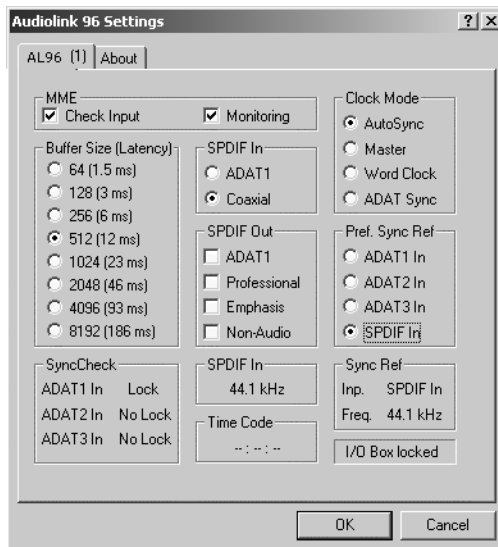 Audiolink 96 Settings
AL96 (1)
About
MME
Check Input
Monitoring
Buffer Size (Latency)
64 (1.5 ms)
128 (3 ms)
256 (6 ms)
512 (12 ms)
1024 (23 ms)
2048 (46 ms)
4096 (93 ms)
8192 (186 ms)
SPDIF In
ADAT1
Coaxial
SPDIF Out
ADAT1
Professional
Emphasis
Non-Audio
Clock Mode
AutoSync
Master
Word Clock
ADAT Sync
Pref. Sync Ref
ADAT1 In
ADAT2 In
ADAT3 In
SPDIF In
SyncCheck
ADAT1 In Lock
ADAT2 In No Lock
ADAT3 In No Lock
SPDIF In
44.1 kHz
Time Code
-- : -- : --
Sync Ref
Inp. SPDIF In
Freq. 44.1 kHz
I/O Box locked
OK
Cancel